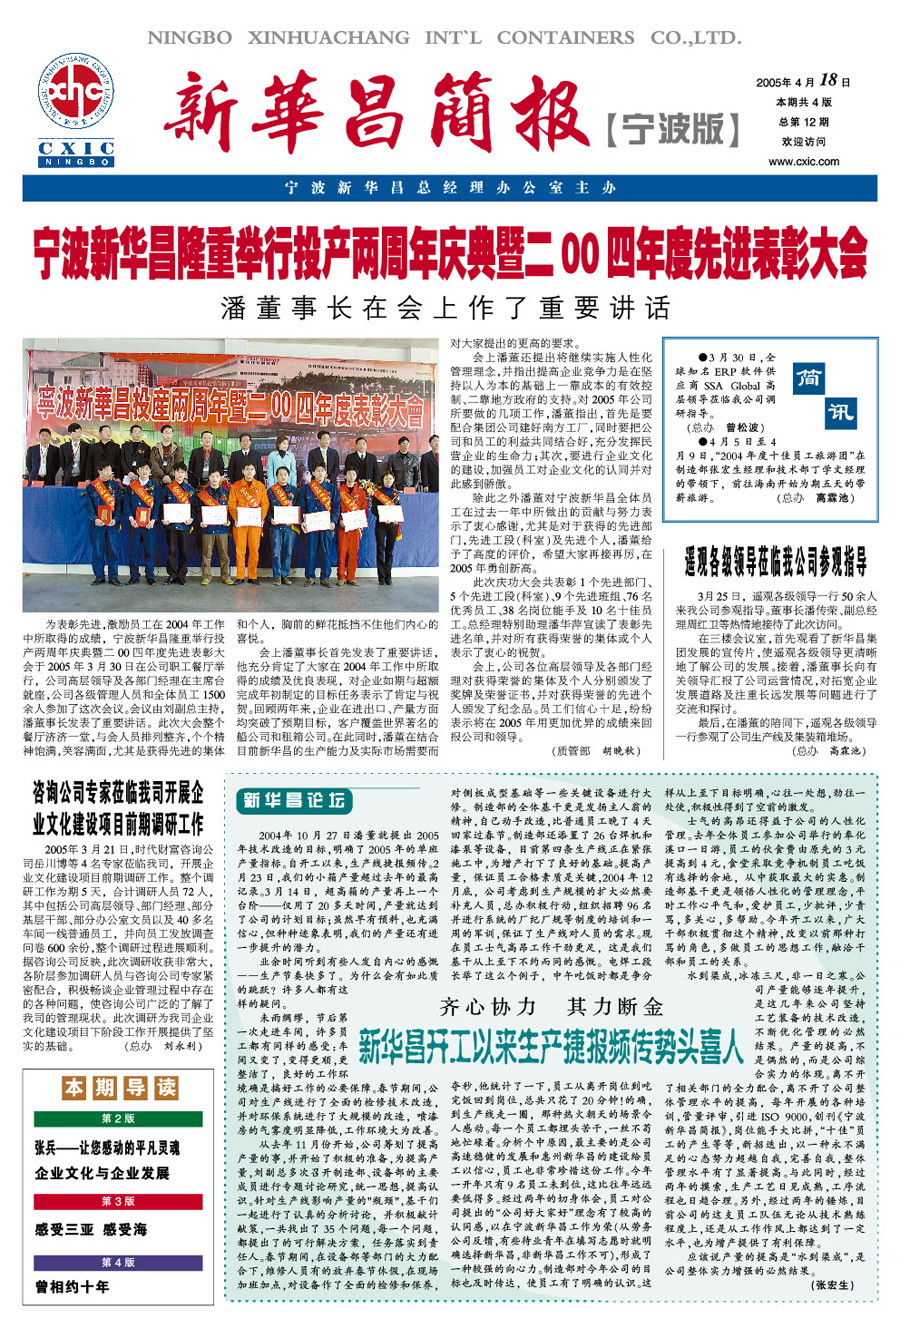 NINGBO XINHUACHANG INT`L CONTAINERS CO.,LTD.
CXIC
NINGBO
新華昌簡报【宁波版】
2005年 4月 18日
本期共 4 版
总第 12 期
欢迎访问
www.cxic.com
宁波新华昌总经理办公室主办
宁波新华昌隆重举行投产两周年庆典暨二00四年度先进表彰大会
潘董事长在会上作了重要讲话
寧波新華昌投産兩周年暨二00四年度表彰大會
为表彰先进,激励员工在 2004 年工作
中所取得的成绩，宁波新华昌隆重举行投
产两周年庆典暨二 00 四年度先进表彰大
会于 2005 年 3 月 30 日在公司职工餐厅举
行，公司高层领导及各部门经理在主席台
就座,公司各级管理人员和全体员工 1500
余人参加了这次会议。会议由刘副总主持,
潘董事长发表了重要讲话。此次大会整个
餐厅济济一堂,与会人员排列整齐,个个精
神饱满,笑容满面,尤其是获得先进的集体
和个人，胸前的鲜花抵挡不住他们内心的
喜悦。
会上潘董事长首先发表了重要讲话,
他充分肯定了大家在 2004 年工作中所取
得的成绩及优良表现，对企业如期与超额
完成年初制定的目标任务表示了肯定与祝
贺。回顾两年来,企业在进出口、产量方面
均突破了预期目标，客户覆盖世界著名的
船公司和租箱公司。在此同时,潘董在结合
目前新华昌的生产能力及实际市场需要而
对大家提出的更高的要求。
会上潘董还提出将继续实施人性化
管理理念,并指出提高企业竞争力是在坚
持以人为本的基础上一靠成本的有效控
制、二靠地方政府的支持。对 2005 年公司
所要做的几项工作,潘董指出,首先是要
配合集团公司建好南方工厂,同时要把公
司和员工的利益共同结合好,充分发挥民
营企业的生命力;其次,要进行企业文化
的建设,加强员工对企业文化的认同并对
此感到骄傲。
除此之外潘董对宁波新华昌全体员
工在过去一年中所做出的贡献与努力表
示了衷心感谢,尤其是对于获得的先进部
门,先进工段(科室)及先进个人,潘董给
予了高度的评价，希望大家再接再厉,在
2005 年勇创新高。
此次庆功大会共表彰 1 个先进部门、
5 个先进工段(科室)、9 个先进班组、76 名
优秀员工、38 名岗位能手及 10 名十佳员
工。总经理特别助理潘华岸宣读了表彰先
进名单,并对所有获得荣誉的集体或个人
表示了衷心的祝贺。
会上,公司各位高层领导及各部门经
理对获得荣誉的集体及个人分别颁发了
奖牌及荣誉证书,并对获得荣誉的先进个
人颁发了纪念品。员工们信心十足,纷纷
表示将在 2005 年用更加优异的成绩来回
报公司和领导。
(质管部　胡晚秋)
简讯
●3 月 30 日,全
球知名 ERP 软件供
应商 SSA Global 高
层领导莅临我公司调
研指导。
(总办　曾松波)
●4 月 5 日至 4
月 9 日,“2004 年度十佳员工旅游团”在
制造部张宏生经理和技术部丁学文经理
的带领下，前往海南开始为期五天的带
薪旅游。　(总办　高霖池)
遥观各级领导莅临我公司参观指导
3月 25 日，遥观各级领导一行 50 余人
来我公司参观指导。董事长潘传荣、副总经
理周红卫等热情地接待了此次访问。
在三楼会议室,首先观看了新华昌集
团发展的宣传片,使遥观各级领导更清晰
地了解公司的发展。接着,潘董事长向有
关领导汇报了公司运营情况,对拓宽企业
发展道路及注重长远发展等问题进行了
交流和探讨。
最后,在潘董的陪同下,遥观各级领导
一行参观了公司生产线及集装箱堆场。
(总办　高霖池)
咨询公司专家莅临我司开展企
业文化建设项目前期调研工作
2005年 3 月 21 日,时代财富咨询公
司岳川博等 4 名专家莅临我司，开展企
业文化建设项目前期调研工作。整个调
研工作为期 5 天，合计调研人员 72 人,
其中包括公司高层领导、部门经理、部分
基层干部、部分办公室文员以及 40 多名
车间一线普通员工，并向员工发放调查
问卷 600 余份,整个调研过程进展顺利。
据咨询公司反映,此次调研收获非常大,
各阶层参加调研人员与咨询公司专家紧
密配合，积极畅谈企业管理过程中存在
的各种问题，使咨询公司广泛的了解了
我司的管理现状。此次调研为我司企业
文化建设项目下阶段工作开展提供了坚
实的基础。　(总办　刘永利)
本期导读
第 2 版
张兵——让您感动的平凡灵魂
企业文化与企业发展
第 3 版
感受三亚 感受海
第 4 版
曾相约十年
新华昌论坛
齐心协力　其力断金
新华昌开工以来生产捷报频传势头喜人
2004 年 10 月 27 日潘董就提出 2005
年技术改造的目标,明确了 2005 年的单班
产量指标。自开工以来,生产线捷报频传。2
月 23 日,我们的小箱产量超过去年的最高
记录。3 月 14 日，超高箱的产量再上一个
台阶——仅用了 20 多天时间,产量就达到
了公司的计划目标;虽然早有预料,也充满
信心,但种种迹象表明,我们的产量还有进
一步提升的潜力。
业余时间听到有些人发自内心的感慨
——生产节奏快多了。为什么会有如此质
的跳跃？许多人都有这
样的疑问。
未雨绸缪，节后第
一次走进车间，许多员
工都有同样的感受:车
间又变了,变得更顺,更
整洁了，良好的工作环
境确是搞好工作的必要保障。春节期间,公
司对生产线进行了全面的检修技术改造，
并对环保系统进行了大规模的改造，喷漆
房的气雾度明显降低,工作环境大为改善。
从去年 11 月份开始,公司筹划了提高
产量的事,并开始了积极的准备,为提高产
量,刘副总多次召开制造部、设备部的主要
成员进行专题讨论研究,统一思想,提高认
识。针对生产线影响产量的“瓶颈”,基干们
一起进行了认真的分析讨论，并积极献计
献策,一共找出了 35 个问题,每一个问题,
都提出了的可行解决方案，任务落实到责
任人。春节期间,在设备部等部门的大力配
合下,维修人员有的放弃春节休假,在现场
加班加点,对设备作了全面的检修和保养,
对侧板成型基础等一些关键设备进行大
修。制造部的全体基干更是发扬主人翁的
精神,自己动手改造,比普通员工晚了 4 天
回家过春节。制造部还添置了 26 台焊机和
漆泵等设备，目前第四条生产线正在紧张
施工中,为增产打下了良好的基础。提高产
量，保证员工合格素质是关键,2004 年 12
月底，公司考虑到生产规模的扩大必然要
补充人员,总办积极行动,组织招聘 96 名
并进行系统的厂纪厂规等制度的培训和一
周的军训,保证了生产线对人员的需求。现
在员工士气高昂工作干劲更足，这是我们
基干从上至下不约而同的感慨。电焊工段
长举了这么个例子，中午吃饭时都是争分
夺秒,他统计了一下,员工从离开岗位到吃
完饭回到岗位,总共只花了 20 分钟!的确,
到生产线走一圈，那种热火朝天的场景令
人感动。每一个员工都埋头苦干,一丝不苟
地忙碌着。分析个中原因,最主要的是公司
高速稳健的发展和惠州新华昌的建设给员
工以信心,员工也非常珍惜这份工作。今年
一开年只有 9 名员工未到位,这比往年远远
要低得多。经过两年的切身体会,员工对公
司提出的“公司好大家好”理念有了较高的
认同感,以在宁波新华昌工作为荣(从劳务
公司反馈,有些待业青年在填写志愿时就明
确选择新华昌,非新华昌工作不可),形成了
一种较强的向心力。制造部对今年公司的目
标也及时传达，使员工有了明确的认识。这
样从上至下目标明确,心往一处想,劲往一
处使,积极性得到了空前的激发。
士气的高昂还得益于公司的人性化
管理。去年全体员工参加公司举行的奉化
溪口一日游,员工的伙食费由原先的 3 元
提高到 4 元,食堂采取竞争机制员工吃饭
有选择的余地，从中获取最大的实惠。制
造部基干更是领悟人性化的管理理念,平
时工作心平气和,爱护员工,少批评,少责
骂,多关心，多帮助。今年开工以来,广大
干部积极贯彻这个精神,改变以前那种打
骂的角色,多做员工的思想工作,融洽干
部和员工的关系。
水到渠成,冰冻三尺,非一日之寒。公
司产量能够逐年提升,
是这几年来公司坚持
工艺装备的技术改造,
不断优化管理的必然
结果。产量的提高,不
是偶然的,而是公司综
合实力的体现。离不开
了相关部门的全力配合,离不开了公司整
体管理水平的提高，每年开展的各种培
训,管量评审,引进 ISO 9000,创刊《宁波
新华昌简报》,岗位能手大比拼,“十佳”员
工的产生等等,新招迭出,以一种永不满
足的心态努力超越自我,完善自我,整体
管理水平有了显著提高。与此同时,经过
两年的摸索,生产工艺日见成熟,工序流
程也日趋合理。另外,经过两年的锤炼,目
前公司的这支员工队伍无论从技术熟练
程度上,还是从工作作风上都达到了一定
水平,也为增产提供了有利保障。
应该说产量的提高是“水到渠成”,是
公司整体实力增强的必然结果。
(张宏生)